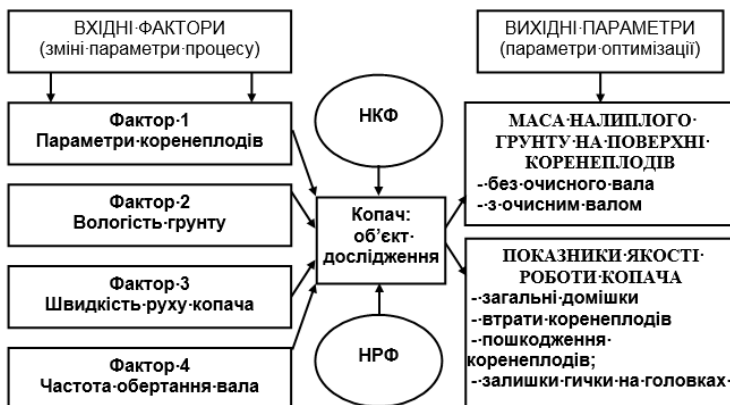 ВХІДНІ·ФАКТОРИ
(зміні·параметри·процесу)
Фактор·1
Параметри·коренеплодів
Фактор·2
Вологість·грунту
Фактор·3
Швидкість·руху·копача
Фактор·4
Частота·обертання·вала
НКФ
Копач:
об’єкт·
дослідження·
НРФ
ВИХІДНІ·ПАРАМЕТРИ
(параметри·оптимізації)
МАСА·НАЛИПЛОГО·
ГРУНТУ·НА·ПОВЕРХНІ·
КОРЕНЕПЛОДІВ
-·без·очисного·вала
-·з·очисним·валом
ПОКАЗНИКИ·ЯКОСТІ·
РОБОТИ·КОПАЧА
-·загальні·домішки
-·втрати·коренеплодів
-·пошкодження·
коренеплодів;
-·залишки·гички·на·головках·